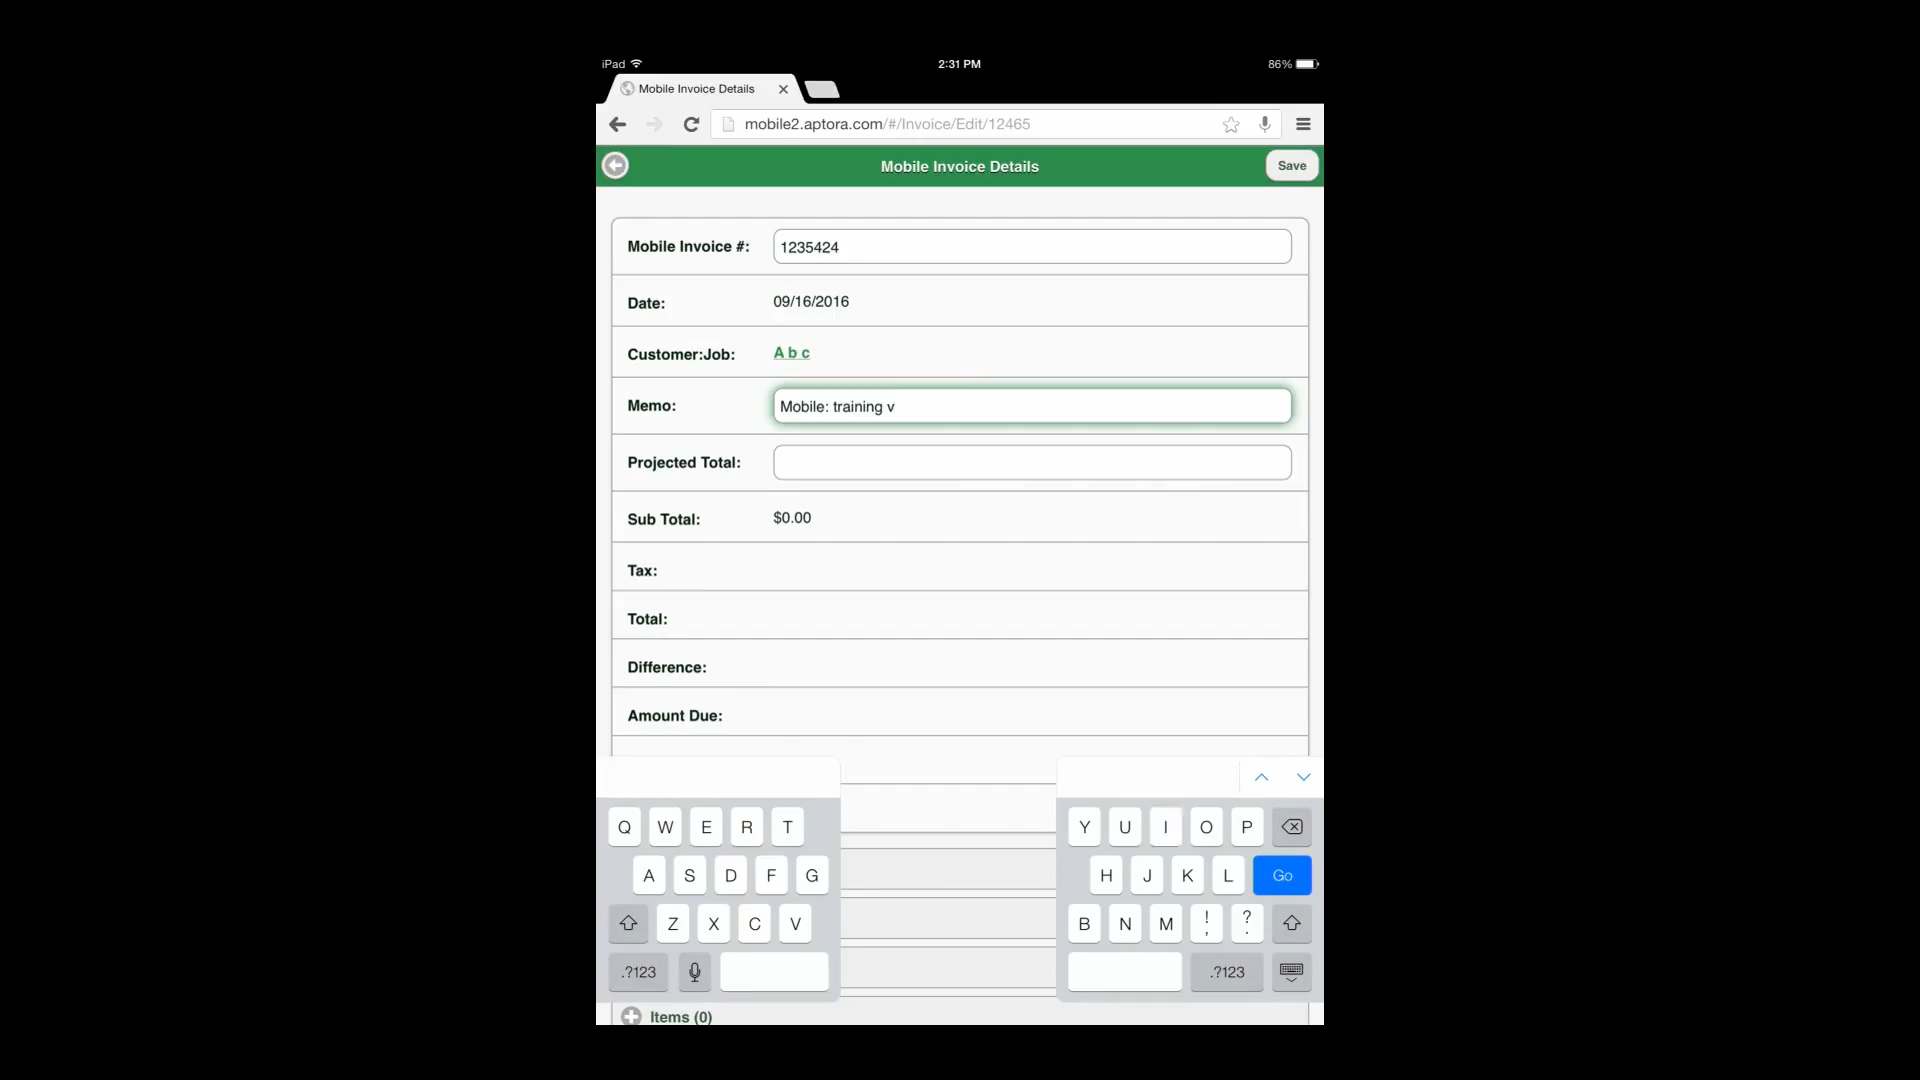 iPad 2:31 PM 86%
Mobile Invoice Details
mobile2.aptora.com/#/Invoice/Edit/12465
Mobile Invoice Details Save
Mobile Invoice #: 1235424
Date: 09/16/2016
Customer:Job: A b c
Memo: Mobile: training v
Projected Total:
Sub Total: $0.00
Tax:
Total:
Difference:
Amount Due:
Q W E R T Y U I O P
A S D F G H J K L Go
Z X C V B N M ! , ? .
.?123 .?123
Items (0)